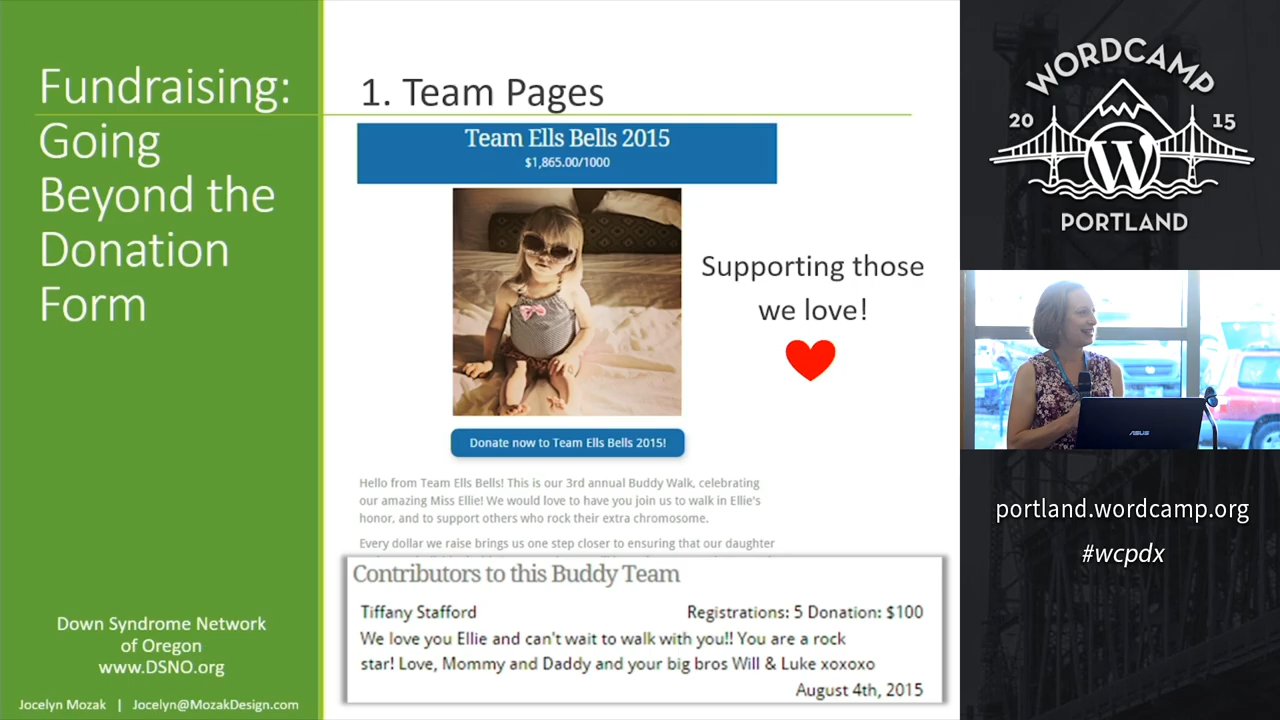 Fundraising:
Going
Beyond the
Donation
Form
Down Syndrome Network
of Oregon
www.DSNO.org
Jocelyn Mozak | Jocelyn@MozakDesign.com
1. Team Pages
Team Ells Bells 2015
$1,865.00/1000
Supporting those
we love!
Donate now to Team Ells Bells 2015!
Hello from Team Ells Bells! This is our 3rd annual Buddy Walk, celebrating
our amazing Miss Ellie! We would love to have you join us to walk in Ellie's
honor, and to support others who rock their extra chromosome.
Every dollar we raise brings us one step closer to ensuring that our daughter
Contributors to this Buddy Team
Tiffany Stafford Registrations: 5 Donation: $100
We love you Ellie and can't wait to walk with you!! You are a rock
star! Love, Mommy and Daddy and your big bros Will & Luke xoxoxo
August 4th, 2015
WORDCAMP
20 15
W
PORTLAND
ASUS
portland.wordcamp.org
#wcpdx